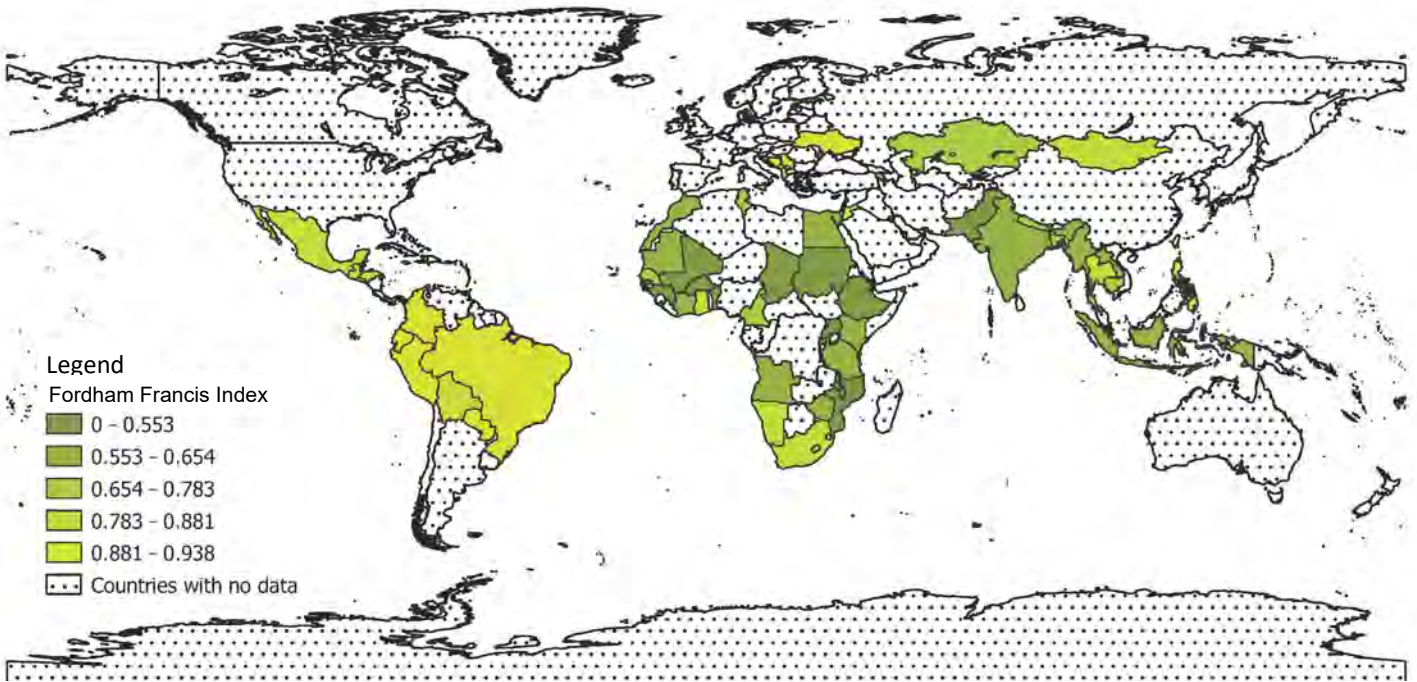 Legend
Fordham Francis Index
0 - 0.553
0.553 - 0.654
0.654 - 0.783
0.783 - 0.881
0.881 - 0.938
Countries with no data